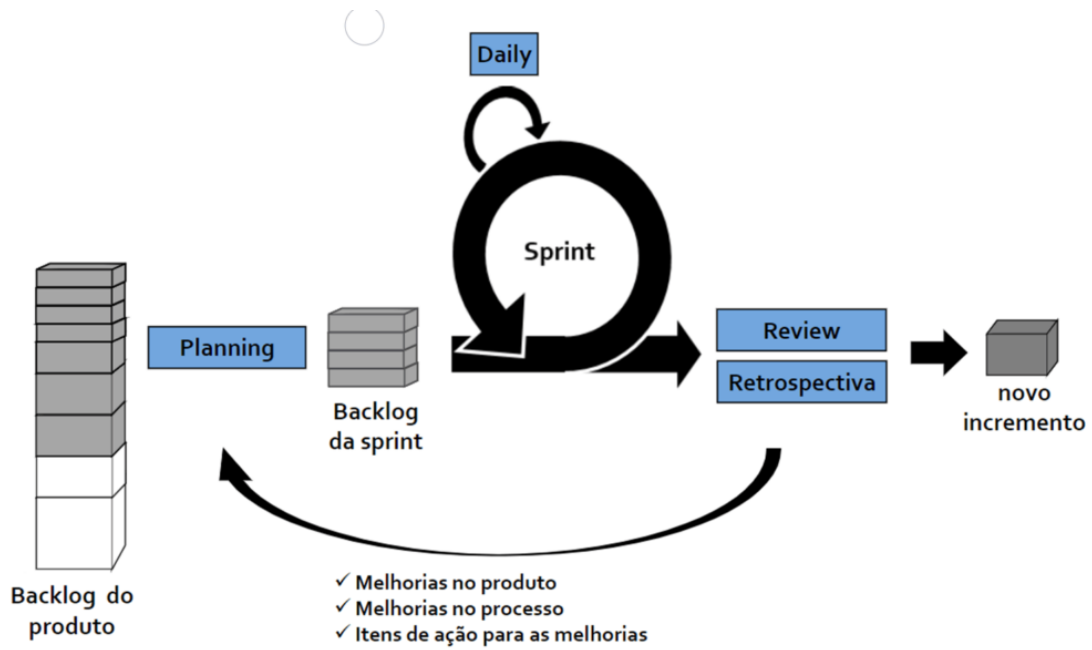 Daily
Sprint
Planning
Review
Retrospectiva
Backlog
da sprint
novo
incremento
Backlog do
produto
✓ Melhorias no produto
✓ Melhorias no processo
✓ Itens de ação para as melhorias